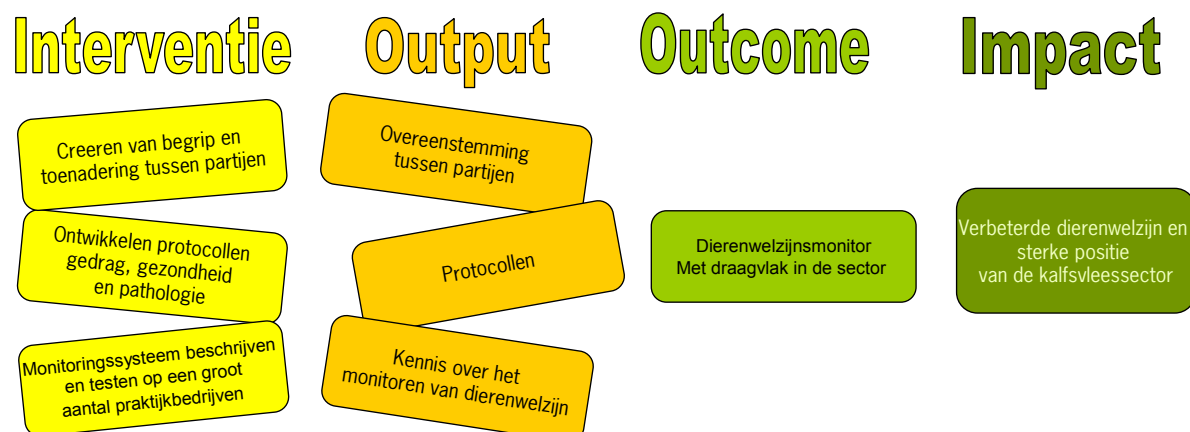 Interventie
Output
Outcome
Impact
Creeren van begrip en
toenadering tussen partijen
Ontwikkelen protocollen
gedrag, gezondheid
en pathologie
Monitoringssysteem beschrijven
en testen op een groot
aantal praktijkbedrijven
Overeenstemming
tussen partijen
Protocollen
Kennis over het
monitoren van dierenwelzijn
Dierenwelzijnsmonitor
Met draagvlak in de sector
Verbeterde dierenwelzijn en
sterke positie
van de kalfsvleessector